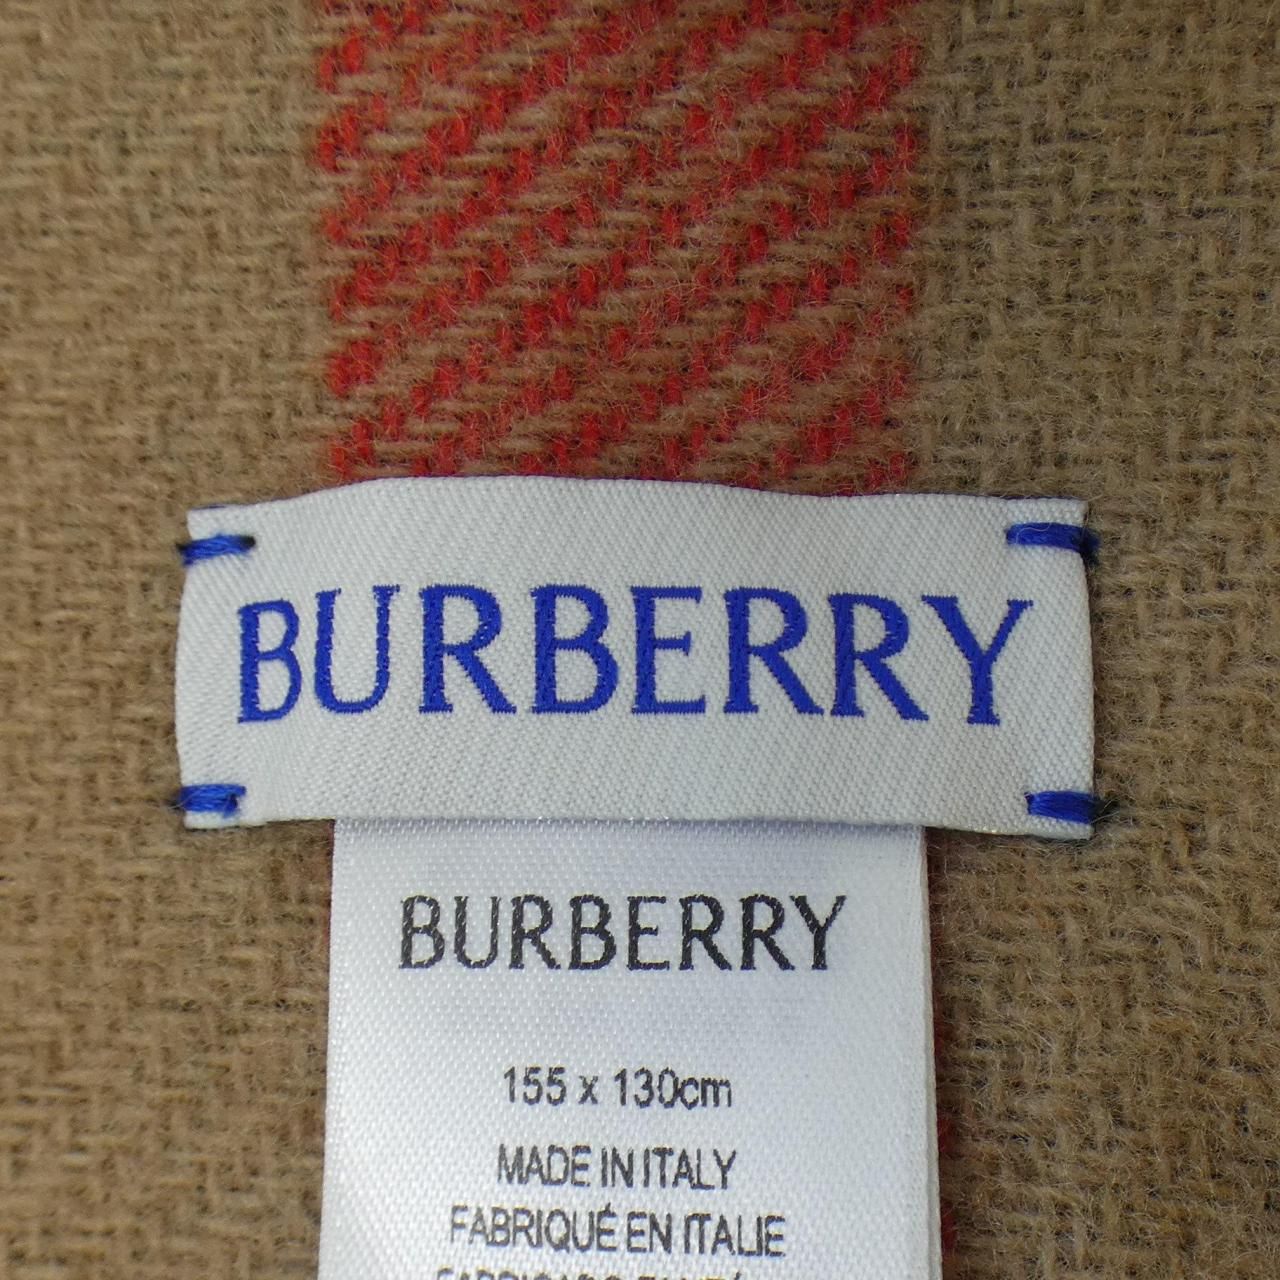 BURBERRY
BURBERRY
155 x 130cm
MADE IN ITALY
FABRIQUÉ EN ITALIE